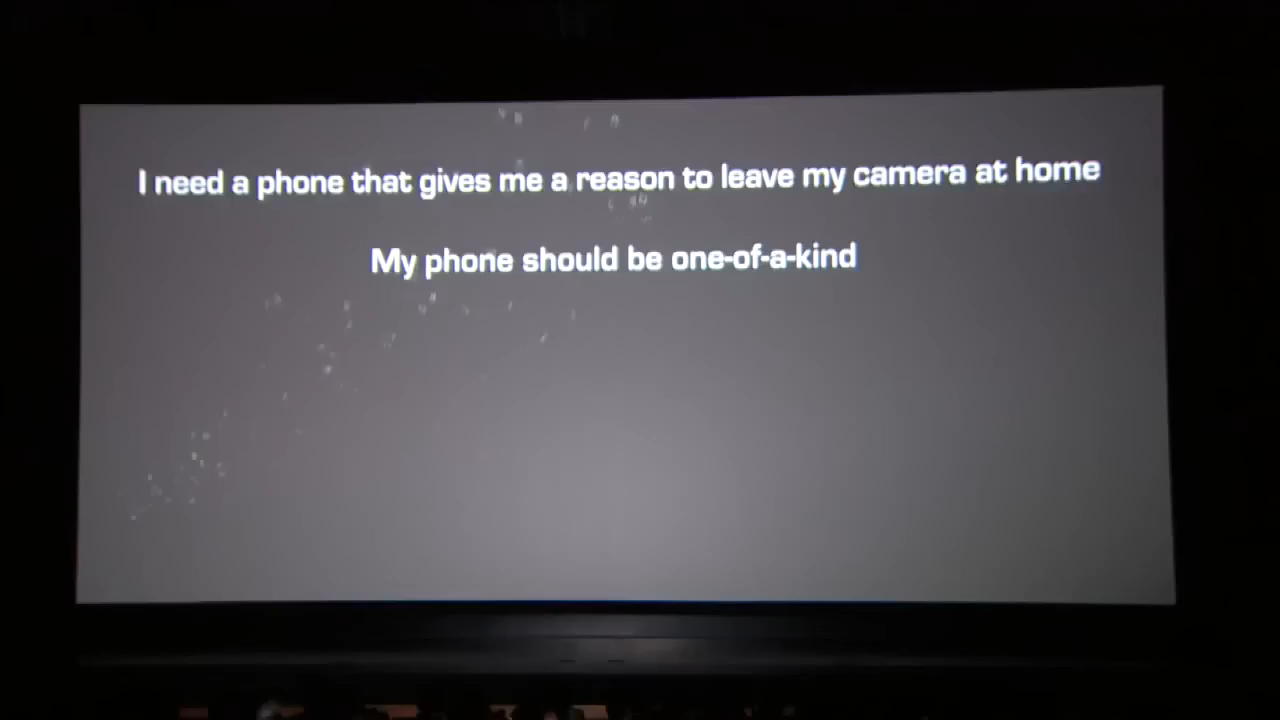 I need a phone that gives me a reason to leave my camera at home
My phone should be one-of-a-kind